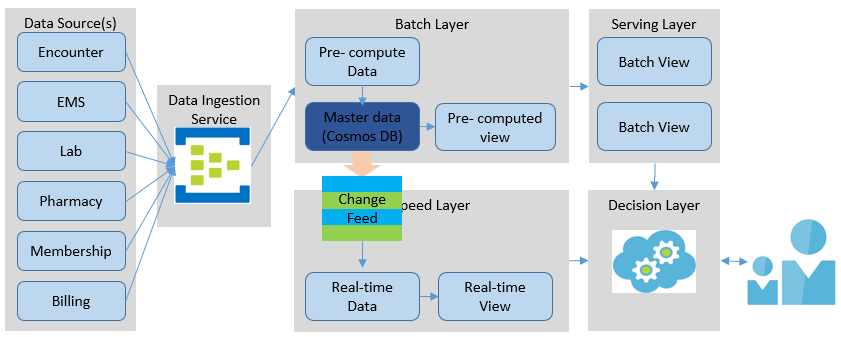 Data Source(s)
Encounter
EMS
Lab
Pharmacy
Membership
Billing
Data Ingestion
Service
Batch Layer
Pre- compute
Data
Master data
(Cosmos DB)
Pre- computed
view
Change
Feed
peed Layer
Real-time
Data
Real-time
View
Serving Layer
Batch View
Batch View
Decision Layer